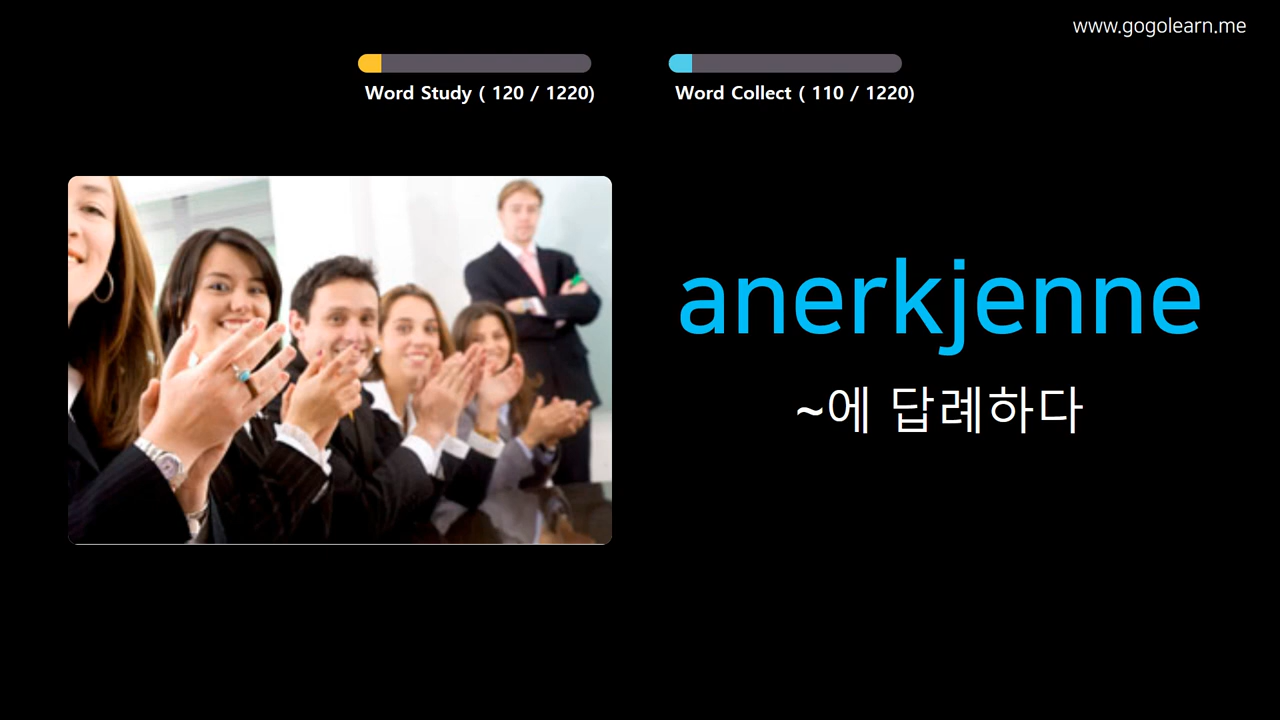 www.gogolearn.me
Word Study ( 120 / 1220)
Word Collect ( 110 / 1220)
anerkjenne
~에 답례하다